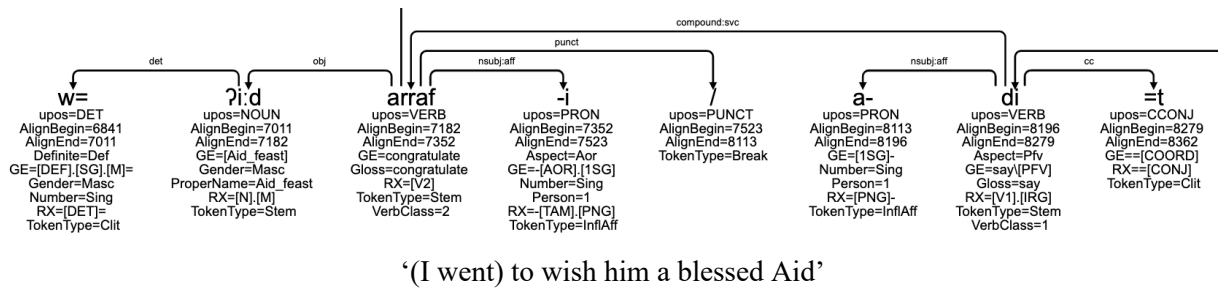 compound:svc
punct
det
obj
nsubj:aff
nsubj:aff
cc
w=
upos=DET
AlignBegin=6841
AlignEnd=7011
Definite=Def
GE=[DEF].[SG].[M]=
Gender=Masc
Number=Sing
RX=[DET]=
TokenType=Clit
ʔiːd
upos=NOUN
AlignBegin=7011
AlignEnd=7182
GE=[Aid_feast]
Gender=Masc
ProperName=Aid_feast
RX=[N].[M]
TokenType=Stem
arraf
upos=VERB
AlignBegin=7182
AlignEnd=7352
GE=congratulate
Gloss=congratulate
RX=[V2]
TokenType=Stem
VerbClass=2
-i
upos=PRON
AlignBegin=7352
AlignEnd=7523
Aspect=Aor
GE=-[AOR].[1SG]
Number=Sing
Person=1
RX=-[TAM].[PNG]
TokenType=InflAff
/
upos=PUNCT
AlignBegin=7523
AlignEnd=8113
TokenType=Break
a-
upos=PRON
AlignBegin=8113
AlignEnd=8196
GE=[1SG]-
Number=Sing
Person=1
RX=[PNG]-
TokenType=InflAff
di
upos=VERB
AlignBegin=8196
AlignEnd=8279
Aspect=Pfv
GE=say\[PFV]
Gloss=say
RX=[V1].[IRG]
TokenType=Stem
VerbClass=1
=t
upos=CCONJ
AlignBegin=8279
AlignEnd=8362
GE==[COORD]
RX==[CONJ]
TokenType=Clit
‘(I went) to wish him a blessed Aid’